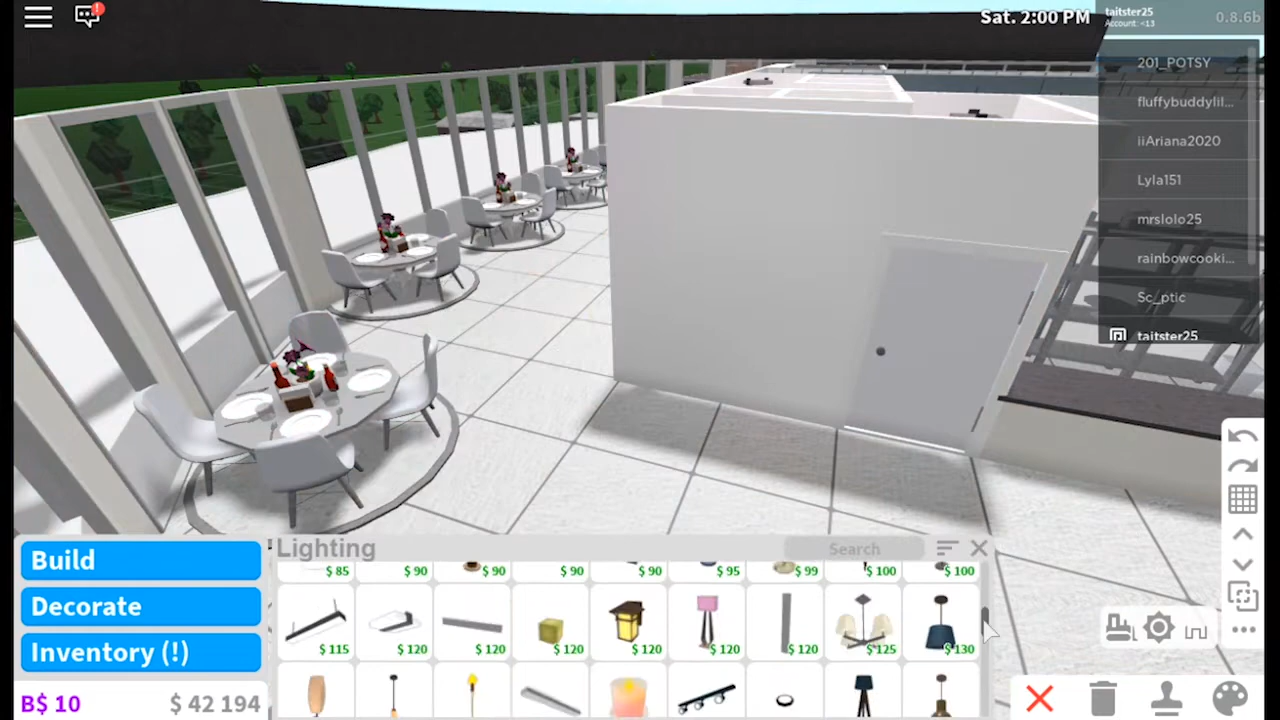 Sat. 2:00 PM
taitster25
Account: <13
0.8.6b
201_POTSY
fluffybuddylil...
iiAriana2020
Lyla151
mrslolo25
rainbowcooki...
Sc_ptic
taitster25
Build
Decorate
Inventory (!)
B$ 10
$ 42 194
Lighting
Search
$ 85
$ 90
$ 90
$ 90
$ 90
$ 95
$ 99
$ 100
$ 100
$ 115
$ 120
$ 120
$ 120
$ 120
$ 120
$ 120
$ 125
$ 130